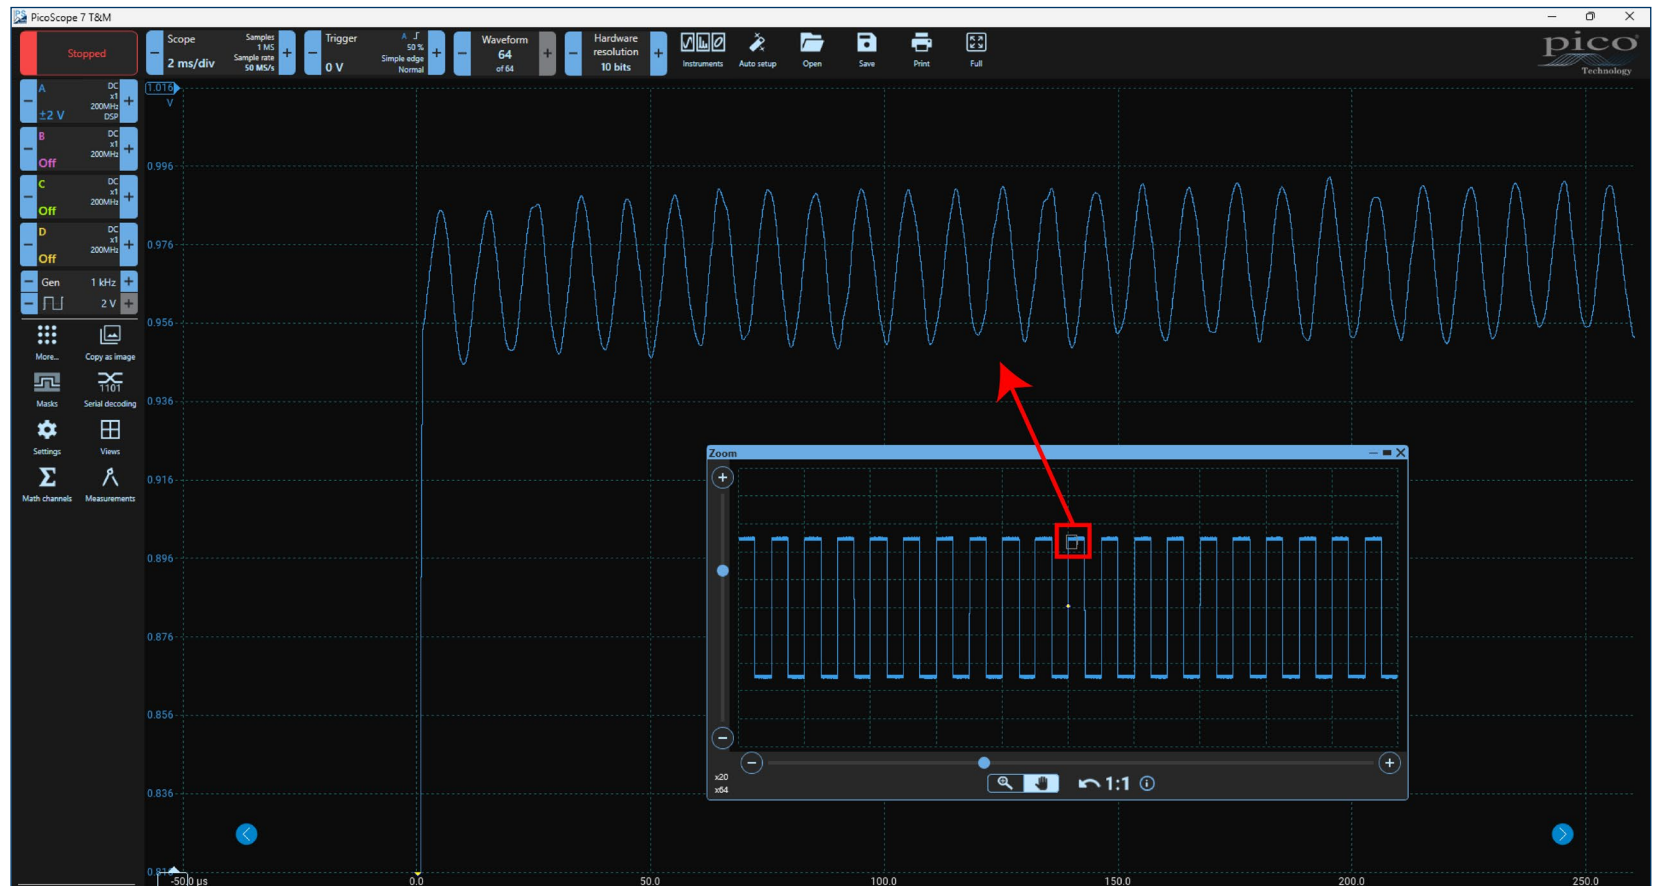 PicoScope 7 T&M
Stopped
Scope
2 ms/div
Samples
1 MS
Sample rate
50 MS/s
Trigger
0 V
A
50 %
Simple edge
Normal
Waveform
64
of 64
Hardware
resolution
10 bits
Instruments
Auto setup
Open
Save
Print
Full
pico
Technology
A
±2 V
DC
x1
200MHz
DSP
B
Off
DC
x1
200MHz
C
Off
DC
x1
200MHz
D
Off
DC
x1
200MHz
Gen
1 kHz
2 V
More...
Copy as image
1101
Masks
Serial decoding
Settings
Views
Math channels
Measurements
1.016
V
0.996
0.976
0.956
0.936
0.916
0.896
0.876
0.856
0.836
Zoom
x20
x64
1:1
-50.0 µs
0.0
50.0
100.0
150.0
200.0
250.0